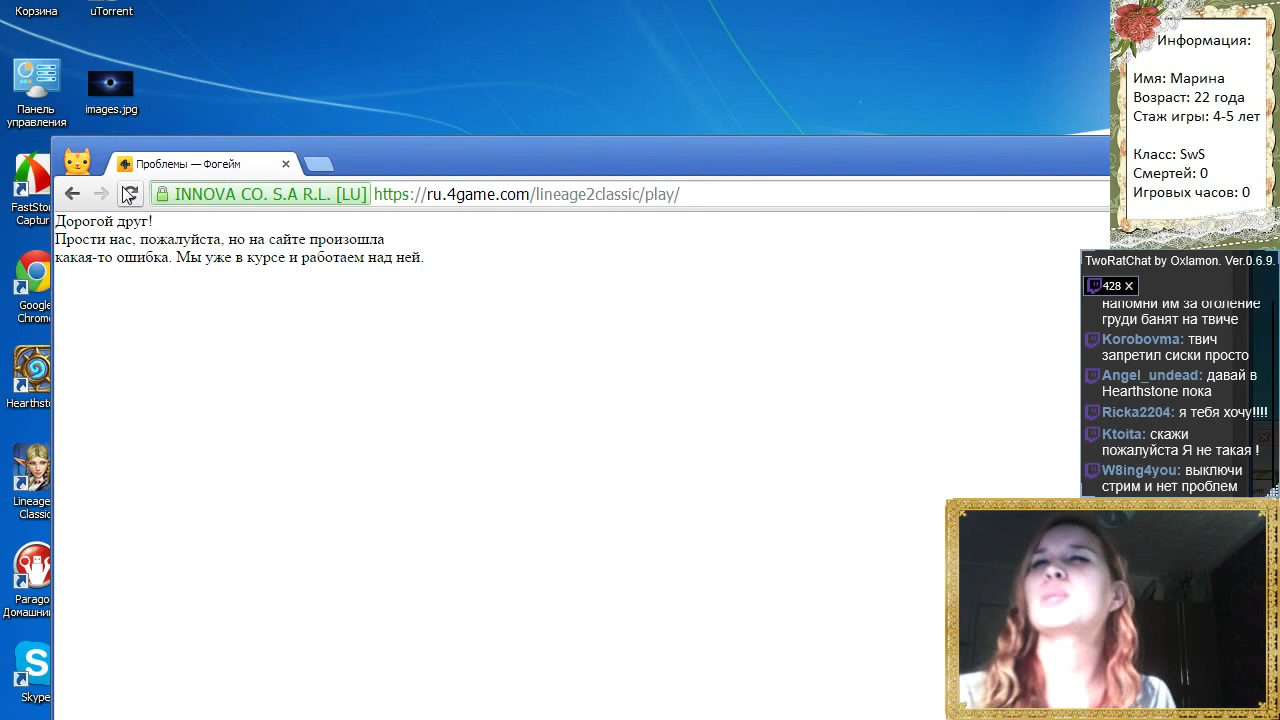 Корзина
uTorrent
Панель
управления
images.jpg
FastSton
Captur
Google
Chrom
Hearthsto
Lineage
Classic
Parago
Домашний
Skype
Проблемы — Фогейм
INNOVA CO. S.A R.L. [LU] https://ru.4game.com/lineage2classic/play/
Дорогой друг!
Прости нас, пожалуйста, но на сайте произошла
какая-то ошибка. Мы уже в курсе и работаем над ней.
Информация:
Имя: Марина
Возраст: 22 года
Стаж игры: 4-5 лет
Класс: SwS
Смертей: 0
Игровых часов: 0
TwoRatChat by Oxlamon. Ver.0.6.9.
428
напомни им за оголение
груди банят на твиче
Korobovma: твич
запретил сиски просто
Angel_undead: давай в
Hearthstone пока
Ricka2204: я тебя хочу!!!!
Ktoita: скажи
пожалуйста Я не такая !
W8ing4you: выключи
стрим и нет проблем